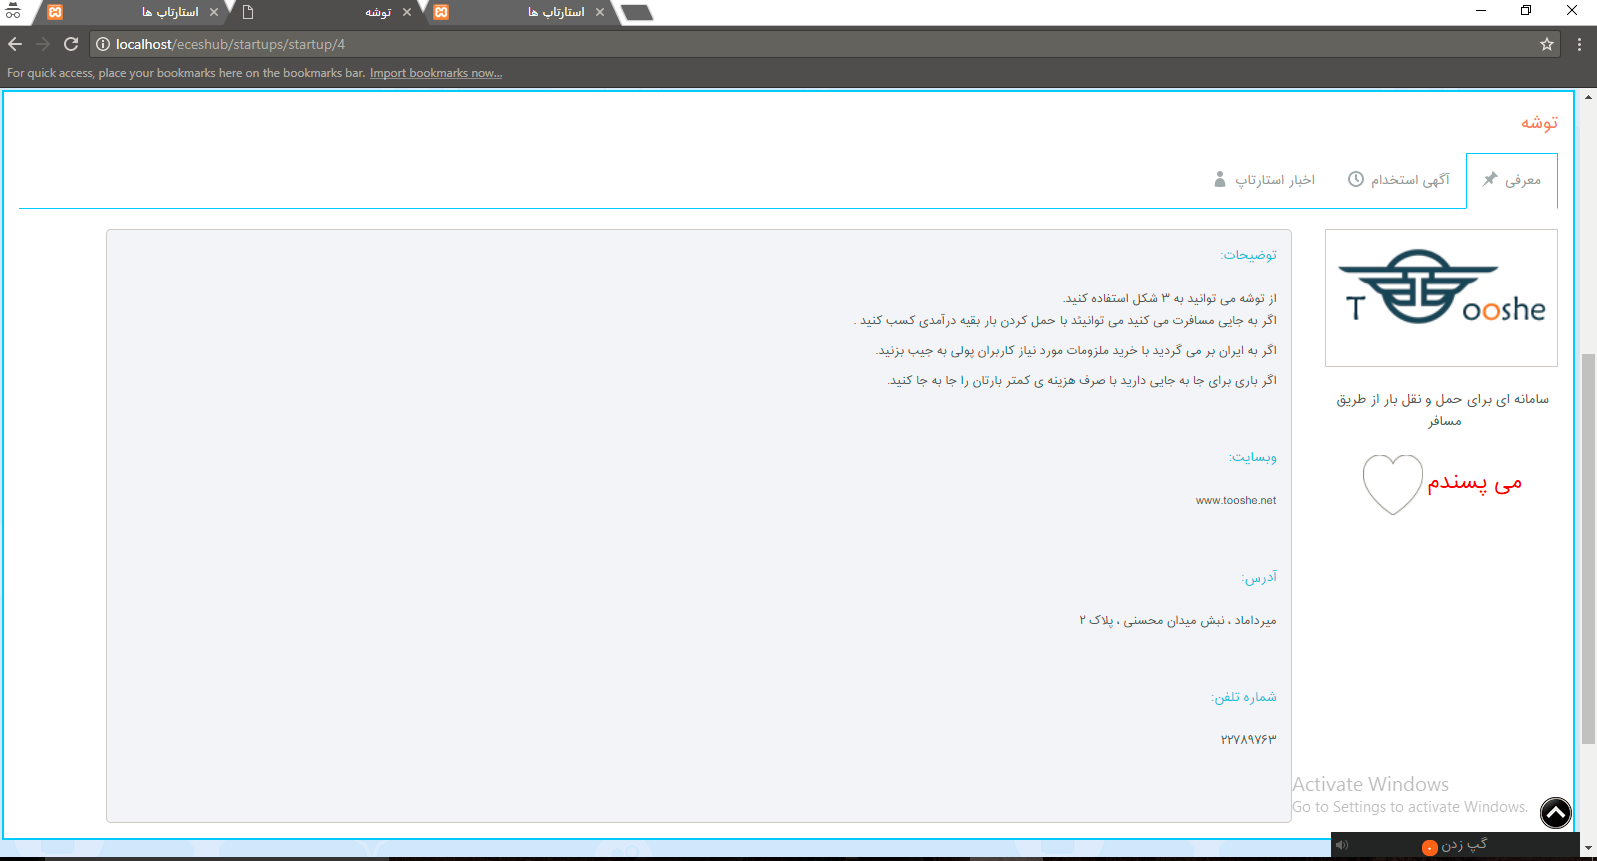 استارتاپ ها
توشه
استارتاپ ها
localhost/eceshub/startups/startup/4
For quick access, place your bookmarks here on the bookmarks bar. Import bookmarks now...
توشه
معرفی
آگهی استخدام
اخبار استارتاپ
Tooshe
سامانه ای برای حمل و نقل بار از طریق
مسافر
می پسندم
توضیحات:
از توشه می توانید به ۳ شکل استفاده کنید.
اگر به جایی مسافرت می کنید می توانیئد با حمل کردن بار بقیه درآمدی کسب کنید .
اگر به ایران بر می گردید با خرید ملزومات مورد نیاز کاربران پولی به جیب بزنید.
اگر باری برای جا به جایی دارید با صرف هزینه ی کمتر بارتان را جا به جا کنید.
وبسایت:
www.tooshe.net
آدرس:
میرداماد ، نبش میدان محسنی ، پلاک ۲
شماره تلفن:
۲۲۷۸۹۷۶۳
Activate Windows
Go to Settings to activate Windows.
گپ زدن